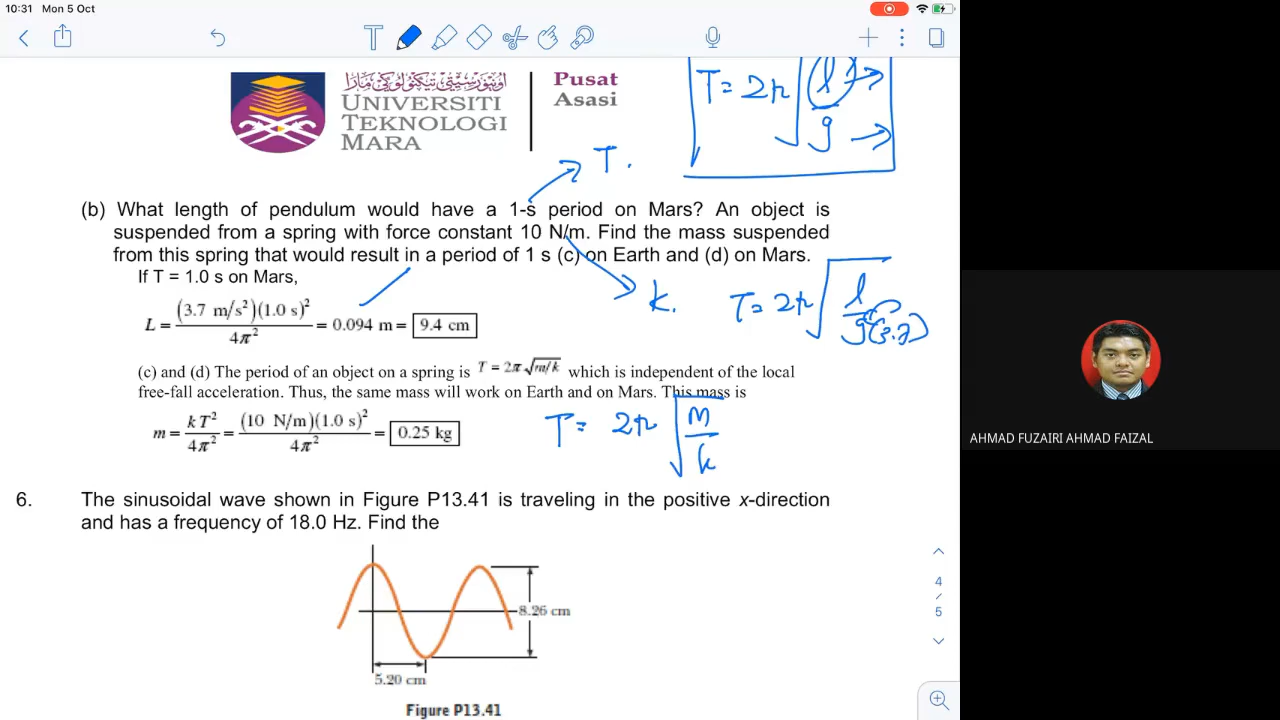 10:31 Mon 5 Oct
اونيۏرسيتي تيكنولوݢي مارا
UNIVERSITI
TEKNOLOGI
MARA
Pusat
Asasi
T = 2π √ l
g
T.
(b) What length of pendulum would have a 1-s period on Mars? An object is
suspended from a spring with force constant 10 N/m. Find the mass suspended
from this spring that would result in a period of 1 s (c) on Earth and (d) on Mars.
If T = 1.0 s on Mars,
k.
T = 2π √ l
g (3.7)
L = (3.7 m/s²)(1.0 s)² / 4π² = 0.094 m = 9.4 cm
(c) and (d) The period of an object on a spring is T = 2π √m/k which is independent of the local
free-fall acceleration. Thus, the same mass will work on Earth and on Mars. This mass is
m = kT² / 4π² = (10 N/m)(1.0 s)² / 4π² = 0.25 kg
T = 2π √ m
k
AHMAD FUZAIRI AHMAD FAIZAL
6. The sinusoidal wave shown in Figure P13.41 is traveling in the positive x-direction
and has a frequency of 18.0 Hz. Find the
8.26 cm
5.20 cm
Figure P13.41
4
/
5